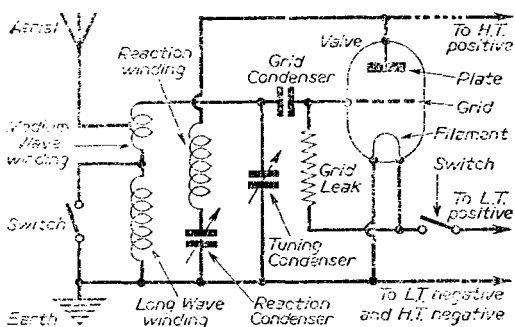 Aerial
Reaction
winding
Grid
Condenser
Valve
To H.T.
positive
Plate
Grid
Filament
Medium
Wave
winding
Switch
Grid
Leak
Switch
To L.T.
positive
Tuning
Condenser
Earth
Long Wave
winding
Reaction
Condenser
To L.T. negative
and H.T. negative